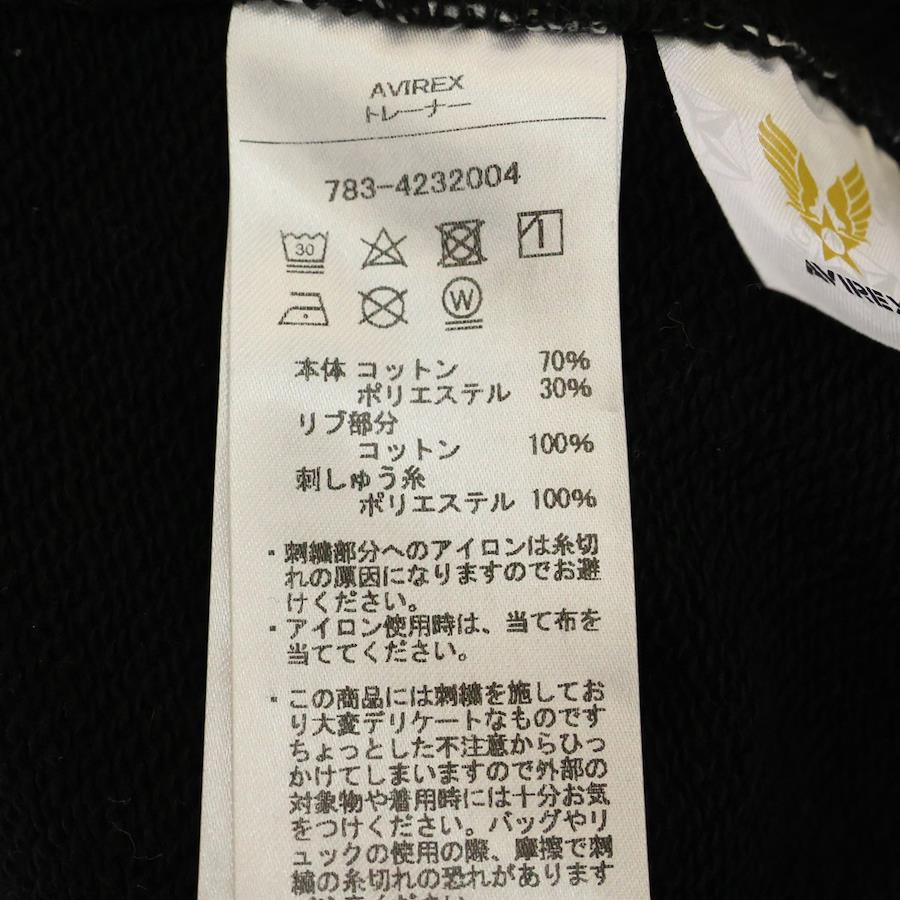 AVIREX
トレーナー
783-4232004
30
W
本体 コットン 70%
ポリエステル 30%
リブ部分
コットン 100%
刺しゅう糸
ポリエステル 100%
・刺繍部分へのアイロンは糸切
れの原因になりますのでお避
けください。
・アイロン使用時は、当て布を
当ててください。
・この商品には刺繍を施してお
り大変デリケートなものです
ちょっとした不注意からひっ
かけてしまいますので外部の
対象物や着用時には十分お気
をつけください。バッグやリ
ュックの使用の際、摩擦で刺
繍の糸切れの恐れがあります
AVIREX